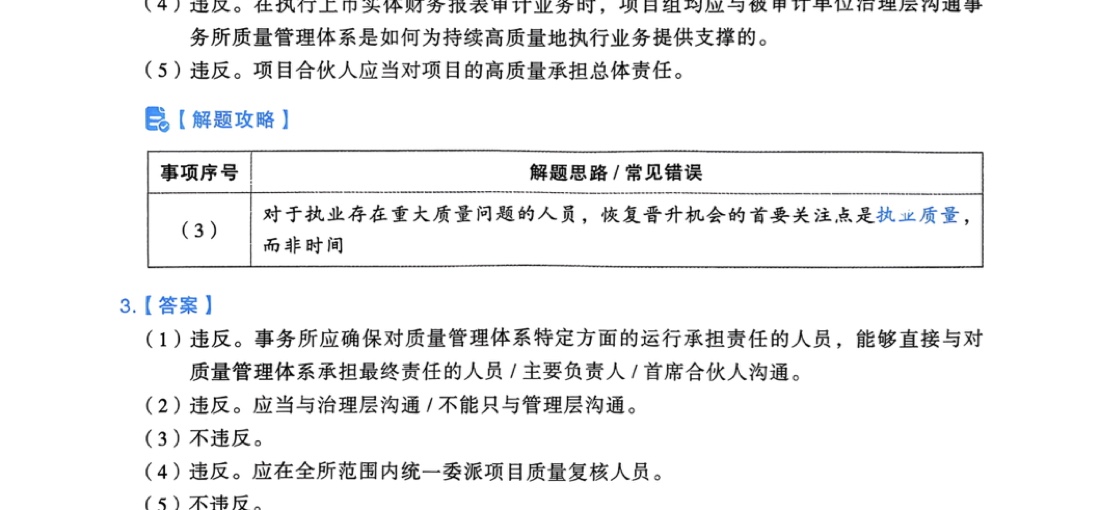 （4）违反。在执行上市实体财务报表审计业务时，项目组均应与被审计单位治理层沟通事
务所质量管理体系是如何为持续高质量地执行业务提供支撑的。
（5）违反。项目合伙人应当对项目的高质量承担总体责任。
【解题攻略】
事项序号 解题思路/常见错误
（3） 对于执业存在重大质量问题的人员，恢复晋升机会的首要关注点是执业质量，
而非时间
3.【答案】
（1）违反。事务所应确保对质量管理体系特定方面的运行承担责任的人员，能够直接与对
质量管理体系承担最终责任的人员/主要负责人/首席合伙人沟通。
（2）违反。应当与治理层沟通/不能只与管理层沟通。
（3）不违反。
（4）违反。应在全所范围内统一委派项目质量复核人员。
（5）不违反。